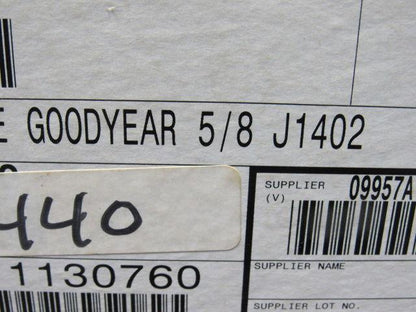 E GOODYEAR 5/8 J1402
SUPPLIER 09957A
(V)
440
1130760
SUPPLIER NAME
SUPPLIER LOT NO.